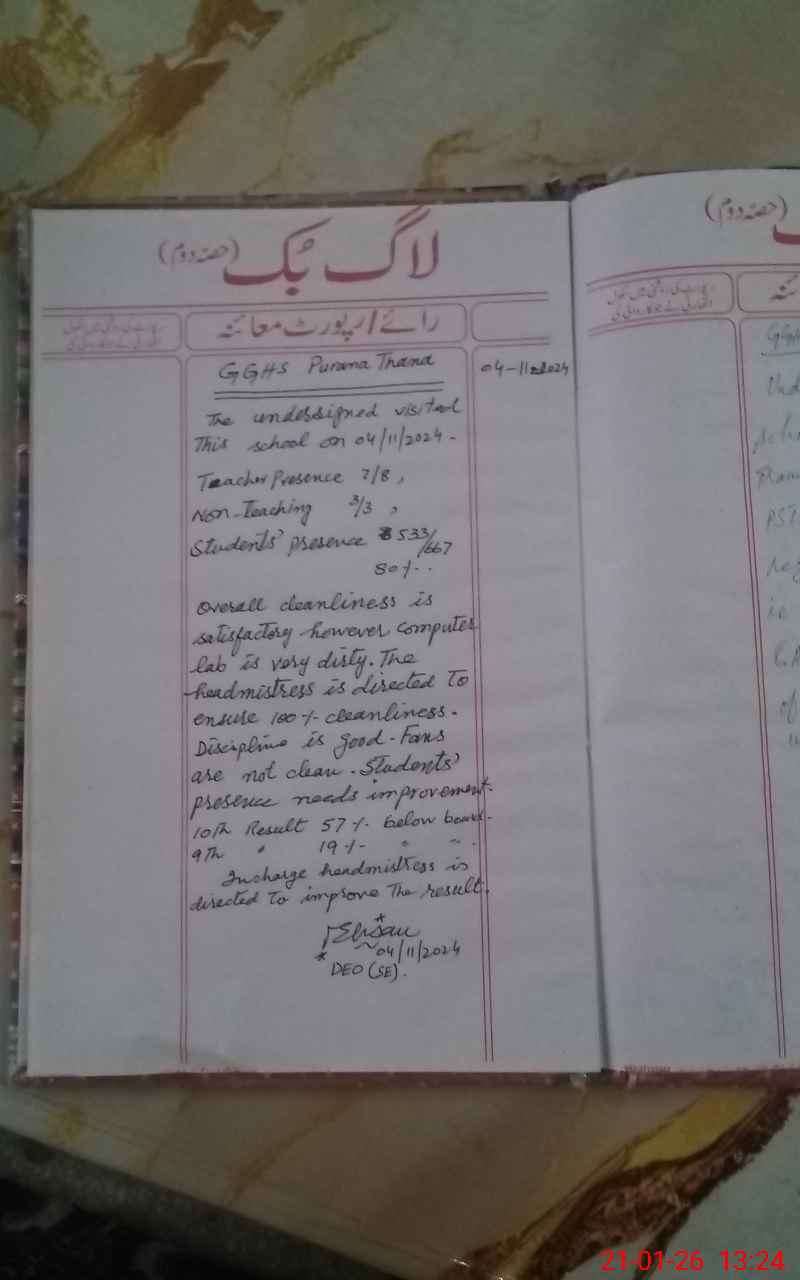 لاگ بُک (حصّہ دوم)
رائے/رپورٹ معائنہ
GGHS Purana Thana
04-11-2024
The undersigned visited
This school on 04/11/2024.
Teacher Presence 7/8,
Non-Teaching 3/3,
Students' presence 533/667
80%.
Overall cleanliness is
satisfactory however computer
lab is very dirty. The
headmistress is directed to
ensure 100% cleanliness.
Discipline is good. Fans
are not clean. Students'
presence needs improvement.
10th Result 57% below board.
9th " 19% " "
Incharge headmistress is
directed to improve The result.
04/11/2024
DEO (SE).
(حصّہ دوم)
21-01-26 13:24